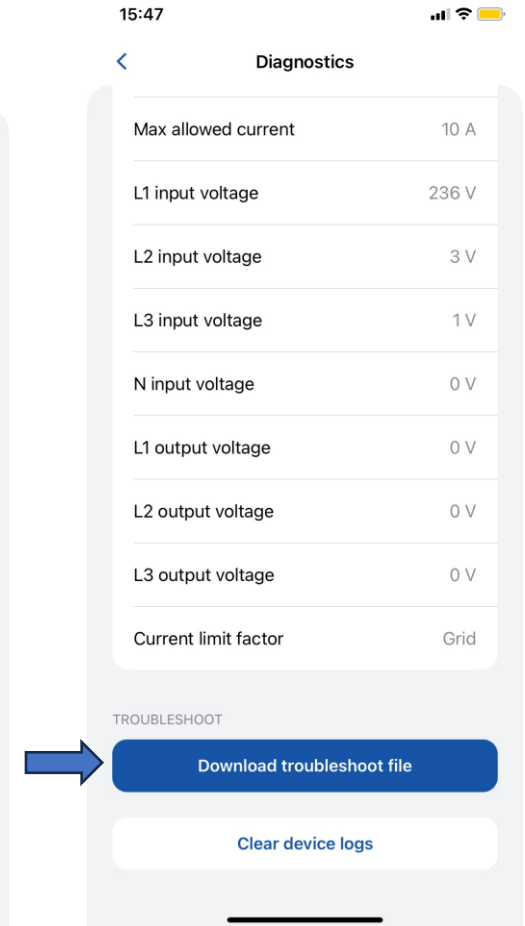 15:47
Diagnostics
Max allowed current 10 A
L1 input voltage 236 V
L2 input voltage 3 V
L3 input voltage 1 V
N input voltage 0 V
L1 output voltage 0 V
L2 output voltage 0 V
L3 output voltage 0 V
Current limit factor Grid
TROUBLESHOOT
Download troubleshoot file
Clear device logs